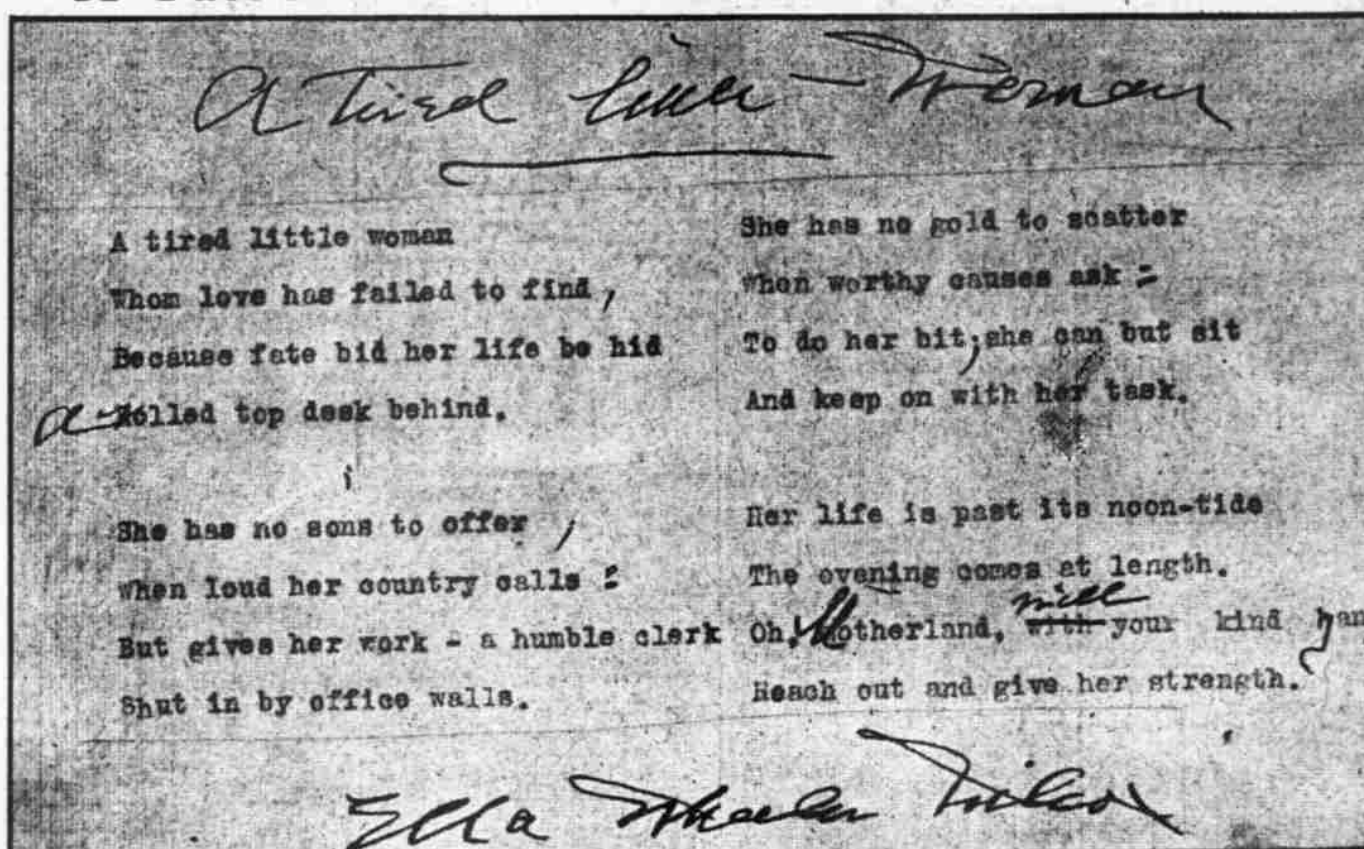 A Tired Little Woman
A tired little woman
Whom love has failed to find,
Because fate bid her life be hid
A rolled top desk behind.
She has no sons to offer,
When loud her country calls:
But gives her work - a humble clerk
Shut in by office walls.
She has no gold to scatter
When worthy causes ask:
To do her bit, she can but sit
And keep on with her task.
Her life is past its noon-tide
The evening comes at length.
Oh, Motherland, will your kind
Reach out and give her strength.
Ella Wheeler Wilcox